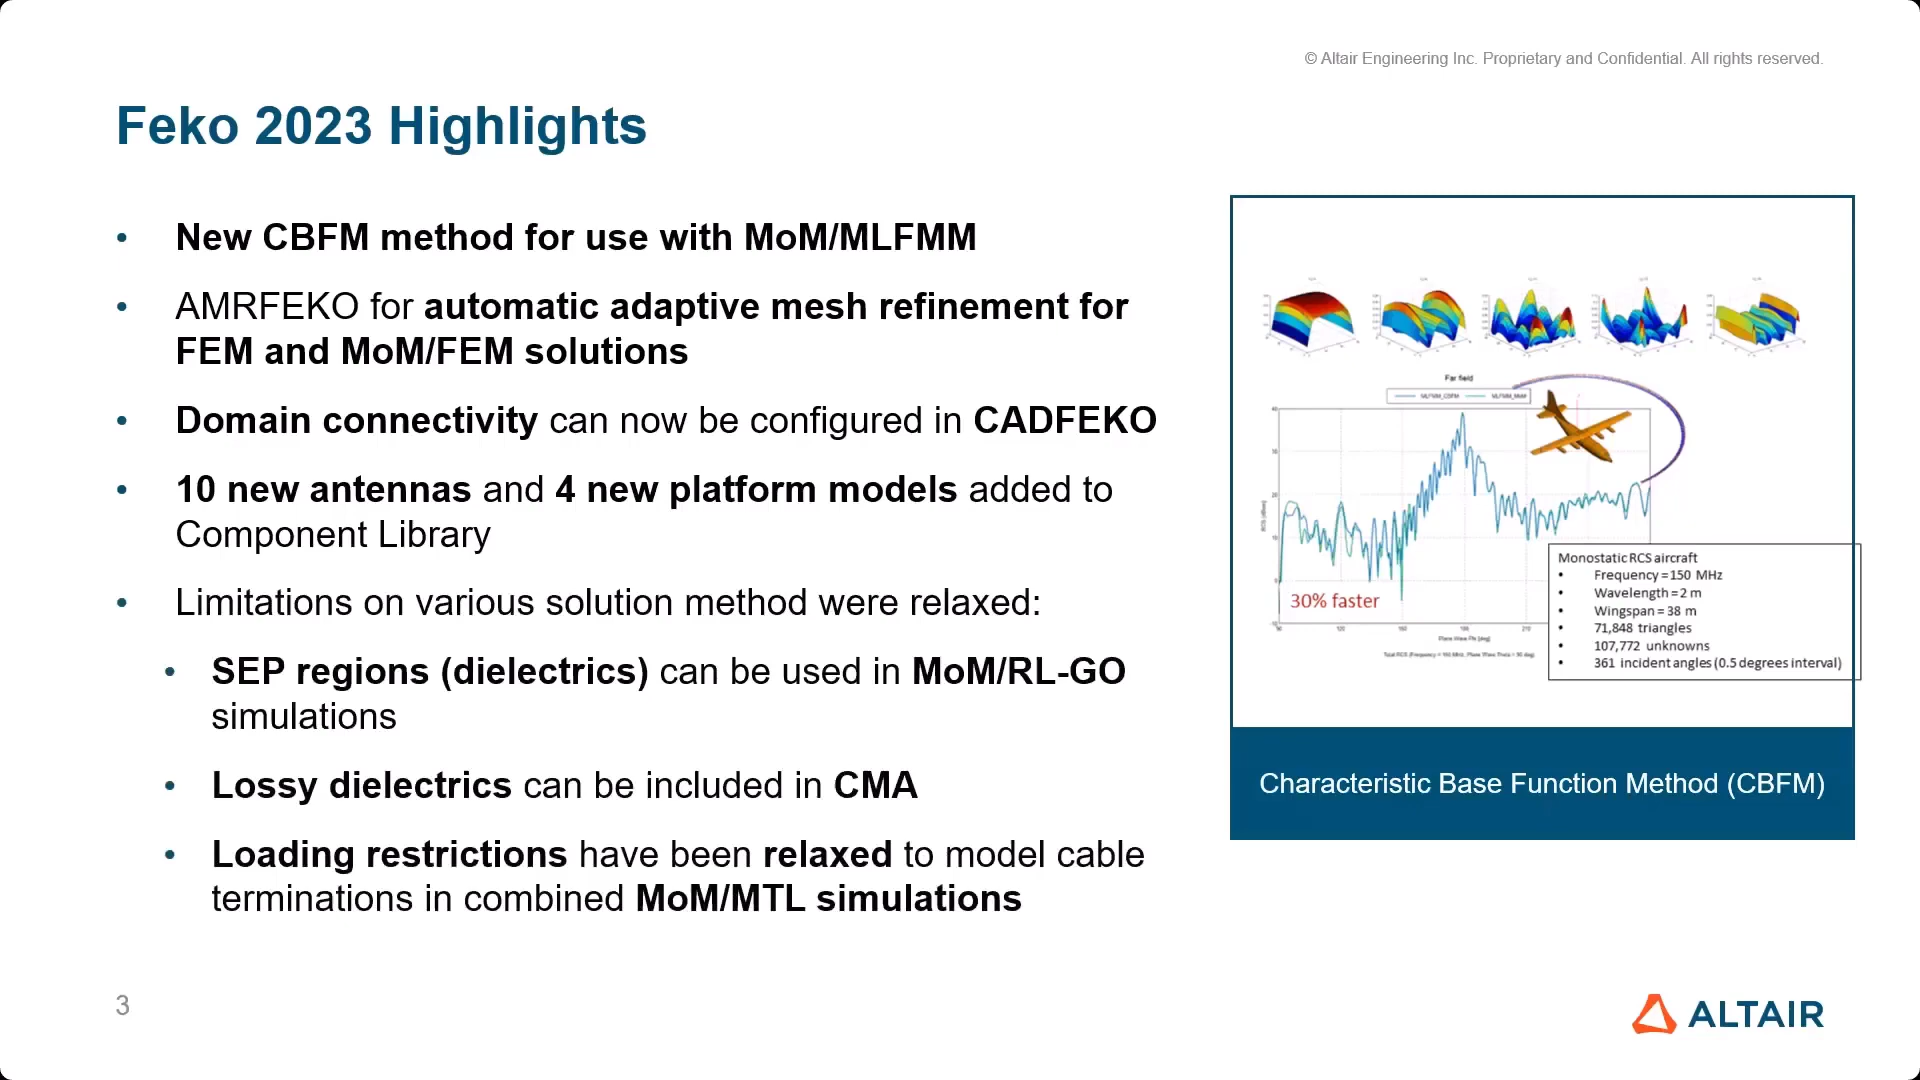 © Altair Engineering Inc. Proprietary and Confidential. All rights reserved.
Feko 2023 Highlights
• New CBFM method for use with MoM/MLFMM
• AMRFEKO for automatic adaptive mesh refinement for
FEM and MoM/FEM solutions
• Domain connectivity can now be configured in CADFEKO
• 10 new antennas and 4 new platform models added to
Component Library
• Limitations on various solution method were relaxed:
• SEP regions (dielectrics) can be used in MoM/RL-GO
simulations
• Lossy dielectrics can be included in CMA
• Loading restrictions have been relaxed to model cable
terminations in combined MoM/MTL simulations
Far field
30% faster
Monostatic RCS aircraft
• Frequency = 150 MHz
• Wavelength = 2 m
• Wingspan = 38 m
• 71,848 triangles
• 107,772 unknowns
• 361 incident angles (0.5 degrees interval)
Characteristic Base Function Method (CBFM)
3
ALTAIR